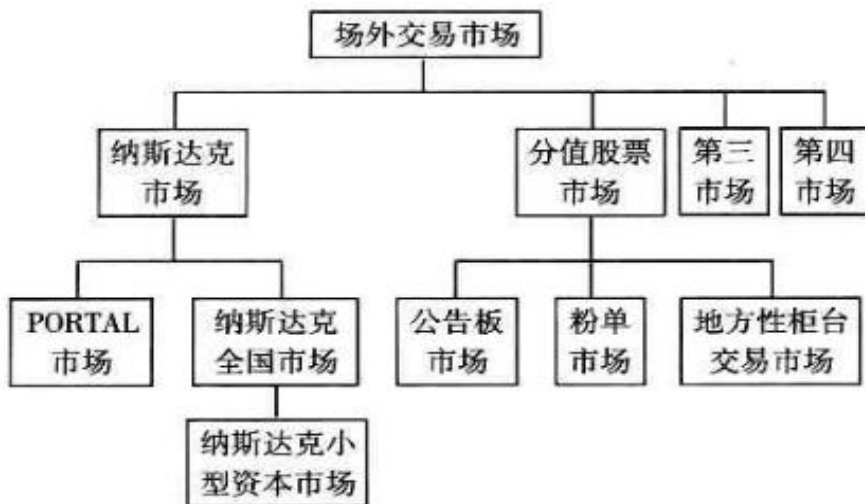 场外交易市场
纳斯达克
市场
分值股票
市场
第三
市场
第四
市场
PORTAL
市场
纳斯达克
全国市场
公告板
市场
粉单
市场
地方性柜台
交易市场
纳斯达克小
型资本市场